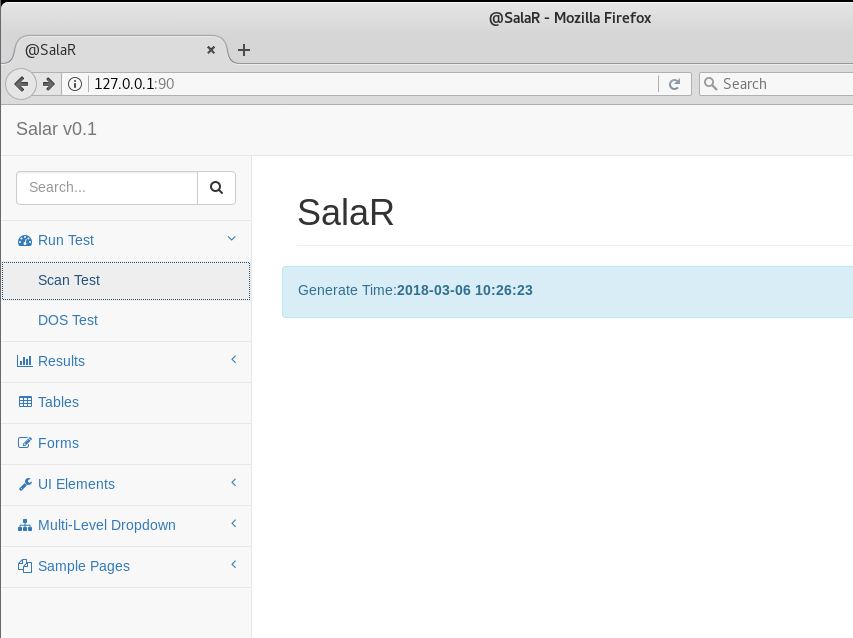 @SalaR - Mozilla Firefox
@SalaR
127.0.0.1:90
Search
Salar v0.1
Search...
SalaR
Run Test
Generate Time:2018-03-06 10:26:23
Scan Test
DOS Test
Results
Tables
Forms
UI Elements
Multi-Level Dropdown
Sample Pages